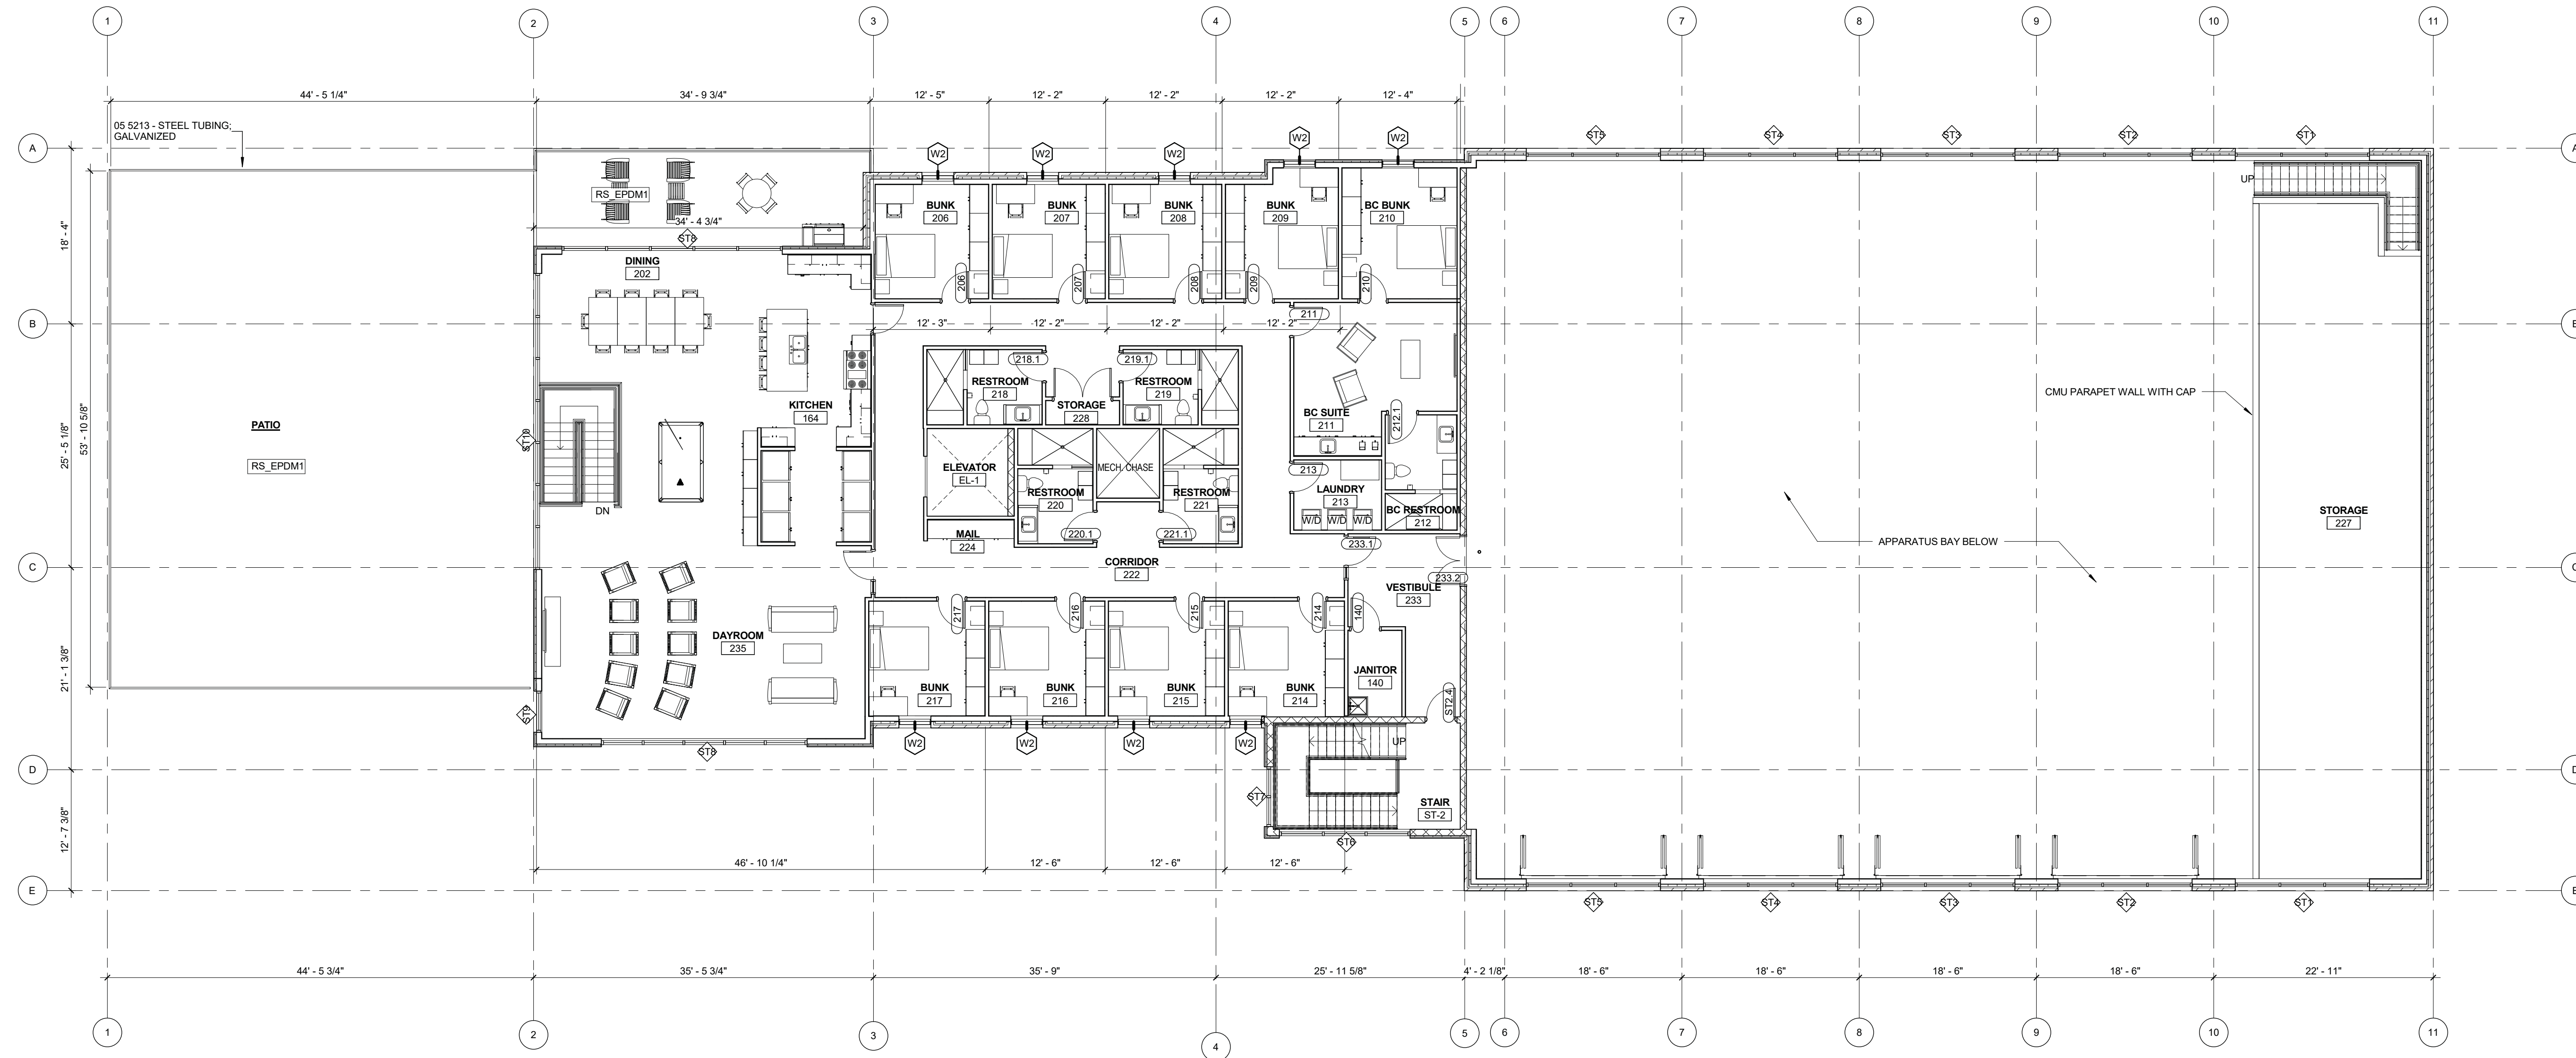 1
2
3
4
5
6
7
8
9
10
11
44' - 5 1/4"
34' - 9 3/4"
12' - 5"
12' - 2"
12' - 2"
12' - 2"
12' - 4"
05 5213 - STEEL TUBING;
GALVANIZED
ST5
ST4
ST3
ST2
ST1
W2
W2
W2
W2
W2
A
A
18' - 4"
RS_EPDM1
34' - 4 3/4"
ST8
UP
BUNK
206
BUNK
207
BUNK
208
BUNK
209
BC BUNK
210
DINING
202
206
207
208
209
210
B
B
12' - 3"
12' - 2"
12' - 2"
12' - 2"
211
218.1
219.1
RESTROOM
218
STORAGE
228
RESTROOM
219
KITCHEN
164
BC SUITE
211
212.1
CMU PARAPET WALL WITH CAP
PATIO
RS_EPDM1
25' - 5 1/8"
53' - 10 5/8"
ST10
DN
ELEVATOR
EL-1
MECH. CHASE
RESTROOM
220
RESTROOM
221
213
LAUNDRY
213
W/D
W/D
W/D
BC RESTROOM
212
STORAGE
227
220.1
221.1
MAIL
224
233.1
APPARATUS BAY BELOW
C
C
CORRIDOR
222
233.2
VESTIBULE
233
217
216
215
214
140
DAYROOM
235
21' - 1 3/8"
BUNK
217
BUNK
216
BUNK
215
BUNK
214
JANITOR
140
ST2.4
ST9
ST8
W2
W2
W2
W2
UP
D
D
ST7
STAIR
ST-2
12' - 7 3/8"
ST6
46' - 10 1/4"
12' - 6"
12' - 6"
12' - 6"
E
E
ST5
ST4
ST3
ST2
ST1
44' - 5 3/4"
35' - 5 3/4"
35' - 9"
25' - 11 5/8"
4' - 2 1/8"
18' - 6"
18' - 6"
18' - 6"
18' - 6"
22' - 11"
1
2
3
4
5
6
7
8
9
10
11